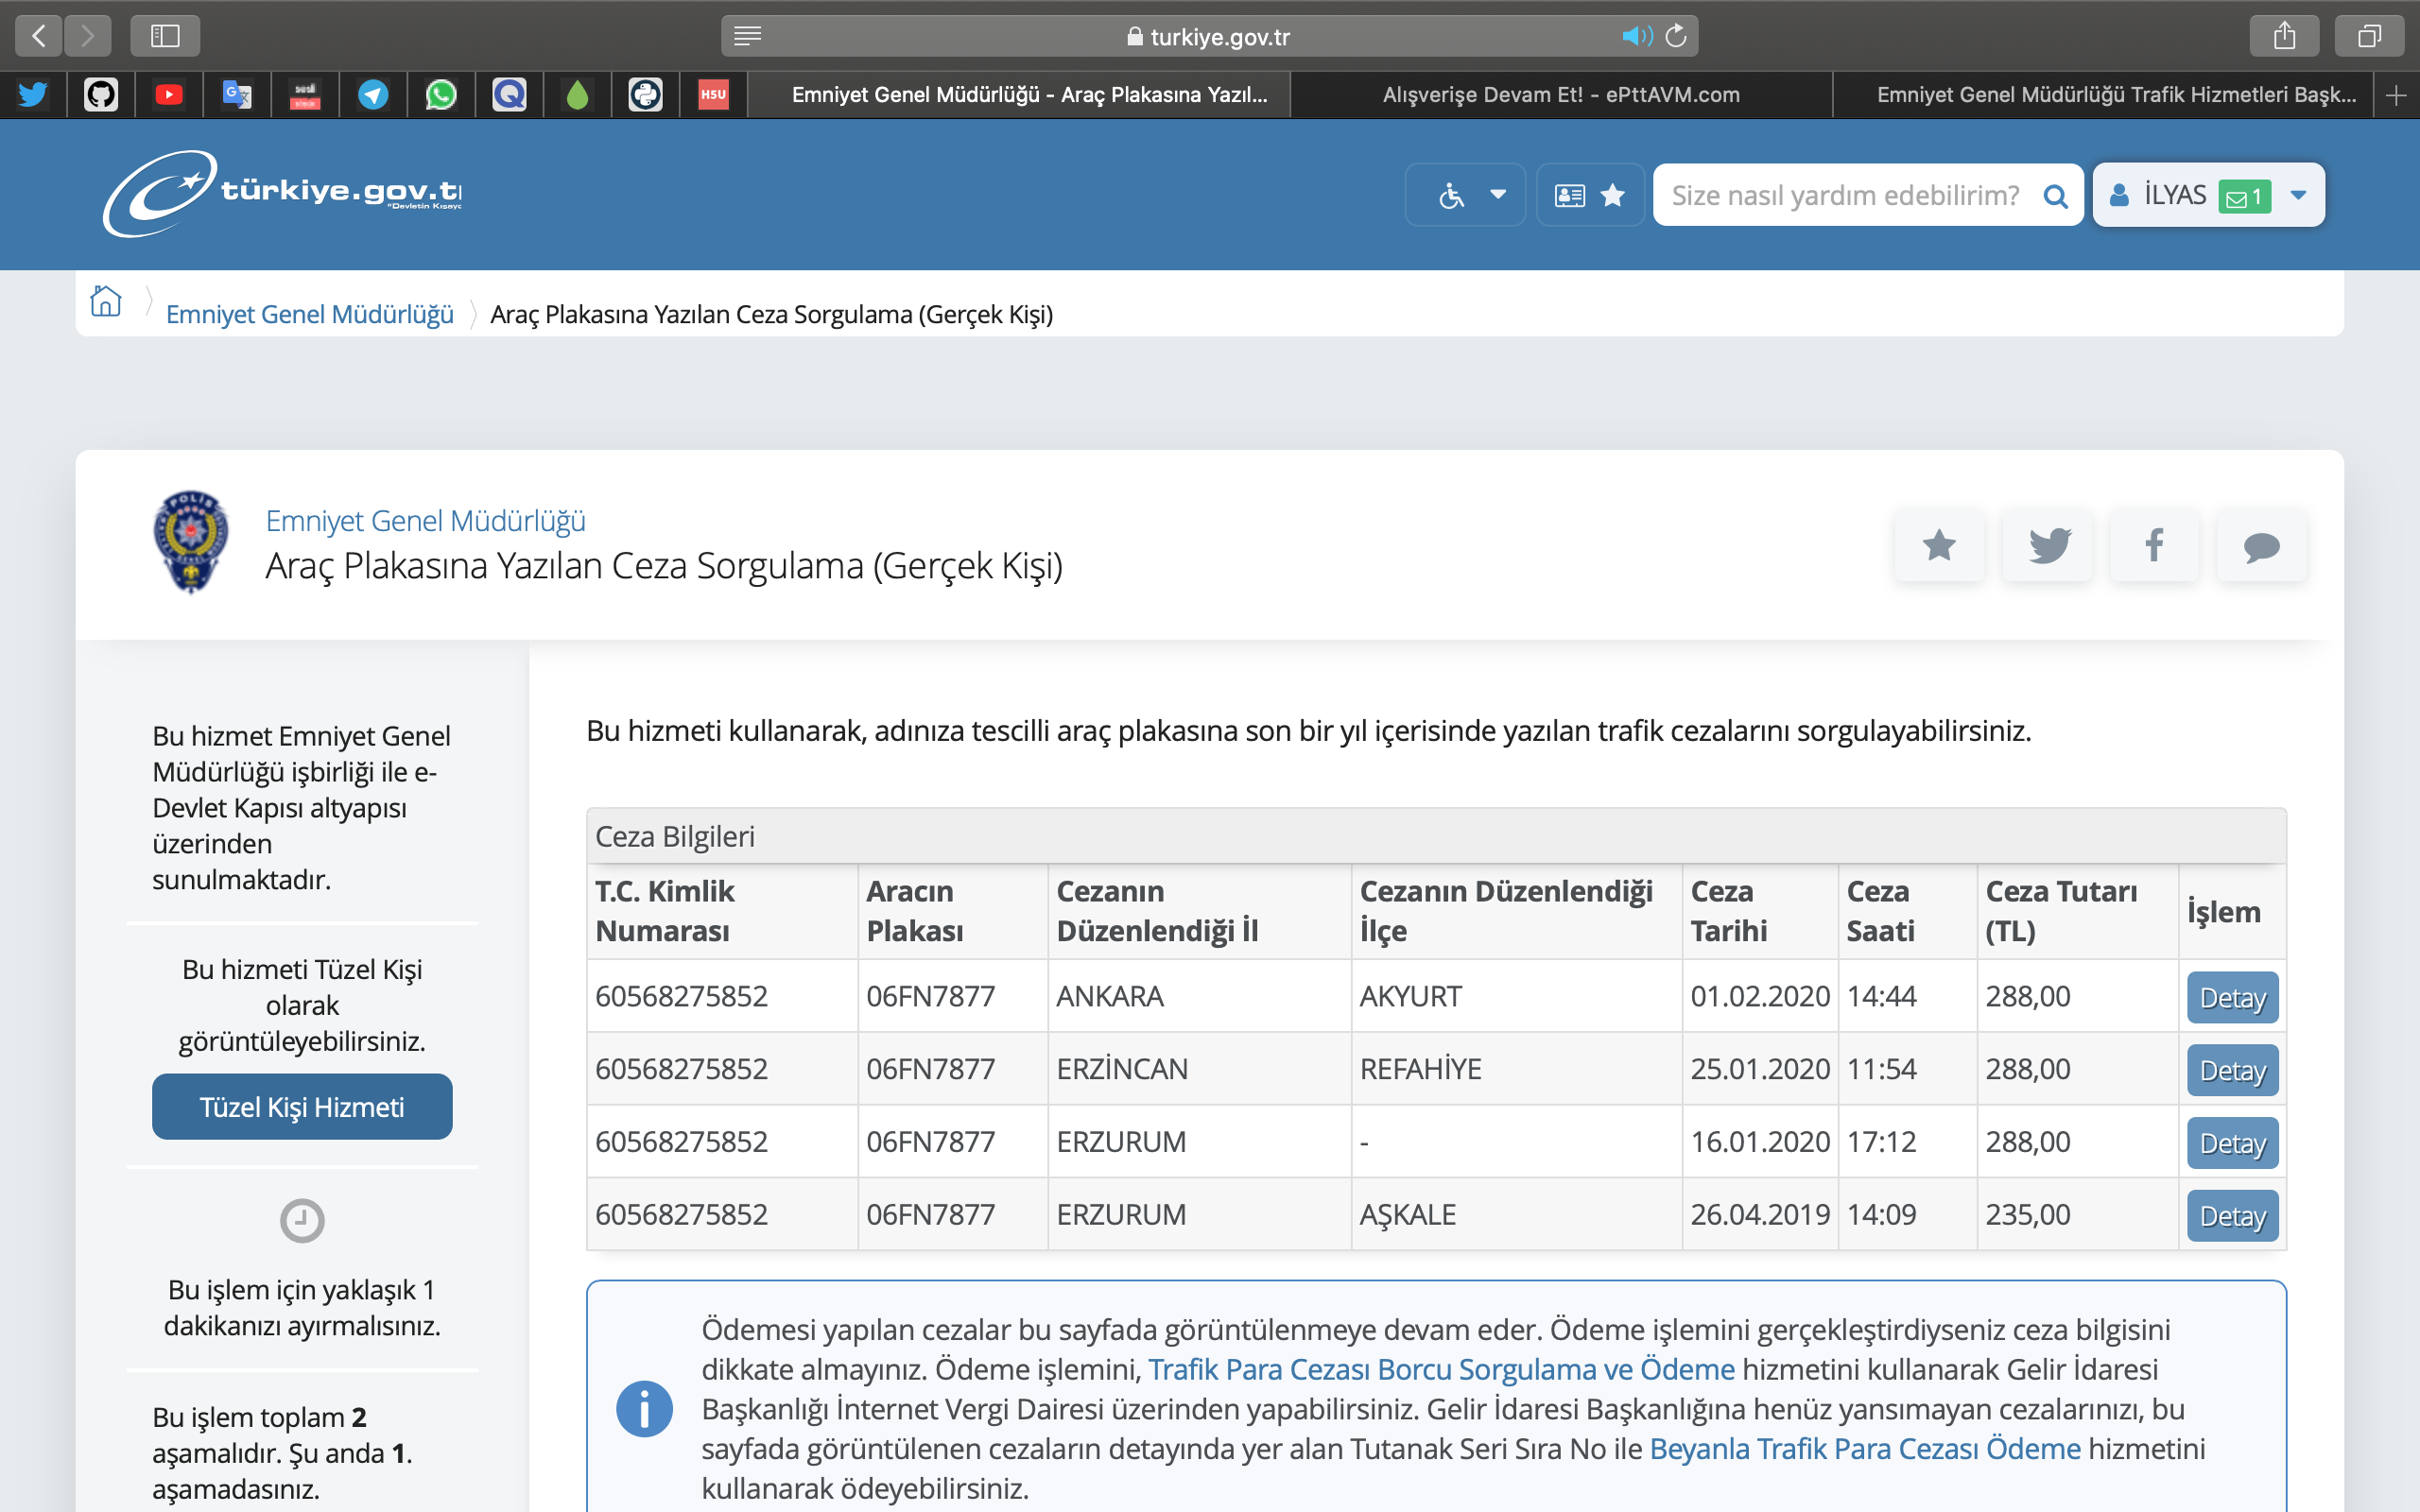 turkiye.gov.tr
HSU
Emniyet Genel Müdürlüğü - Araç Plakasına Yazıl...
Alışverişe Devam Et! - ePttAVM.com
Emniyet Genel Müdürlüğü Trafik Hizmetleri Başk...
türkiye.gov.t
"Devletin Kısayo
Size nasıl yardım edebilirim?
İLYAS
1
Emniyet Genel Müdürlüğü
Araç Plakasına Yazılan Ceza Sorgulama (Gerçek Kişi)
POLİS
Emniyet Genel Müdürlüğü
Araç Plakasına Yazılan Ceza Sorgulama (Gerçek Kişi)
Bu hizmet Emniyet Genel
Müdürlüğü işbirliği ile e-
Devlet Kapısı altyapısı
üzerinden
sunulmaktadır.
Bu hizmeti Tüzel Kişi
olarak
görüntüleyebilirsiniz.
Tüzel Kişi Hizmeti
Bu işlem için yaklaşık 1
dakikanızı ayırmalısınız.
Bu işlem toplam 2
aşamalıdır. Şu anda 1.
aşamadasınız.
Bu hizmeti kullanarak, adınıza tescilli araç plakasına son bir yıl içerisinde yazılan trafik cezalarını sorgulayabilirsiniz.
Ceza Bilgileri
T.C. Kimlik Numarası Aracın Plakası Cezanın Düzenlendiği İl Cezanın Düzenlendiği İlçe Ceza Tarihi Ceza Saati Ceza Tutarı (TL) İşlem
60568275852 06FN7877 ANKARA AKYURT 01.02.2020 14:44 288,00 Detay
60568275852 06FN7877 ERZİNCAN REFAHİYE 25.01.2020 11:54 288,00 Detay
60568275852 06FN7877 ERZURUM - 16.01.2020 17:12 288,00 Detay
60568275852 06FN7877 ERZURUM AŞKALE 26.04.2019 14:09 235,00 Detay
Ödemesi yapılan cezalar bu sayfada görüntülenmeye devam eder. Ödeme işlemini gerçekleştirdiyseniz ceza bilgisini
dikkate almayınız. Ödeme işlemini, Trafik Para Cezası Borcu Sorgulama ve Ödeme hizmetini kullanarak Gelir İdaresi
Başkanlığı İnternet Vergi Dairesi üzerinden yapabilirsiniz. Gelir İdaresi Başkanlığına henüz yansımayan cezalarınızı, bu
sayfada görüntülenen cezaların detayında yer alan Tutanak Seri Sıra No ile Beyanla Trafik Para Cezası Ödeme hizmetini
kullanarak ödeyebilirsiniz.